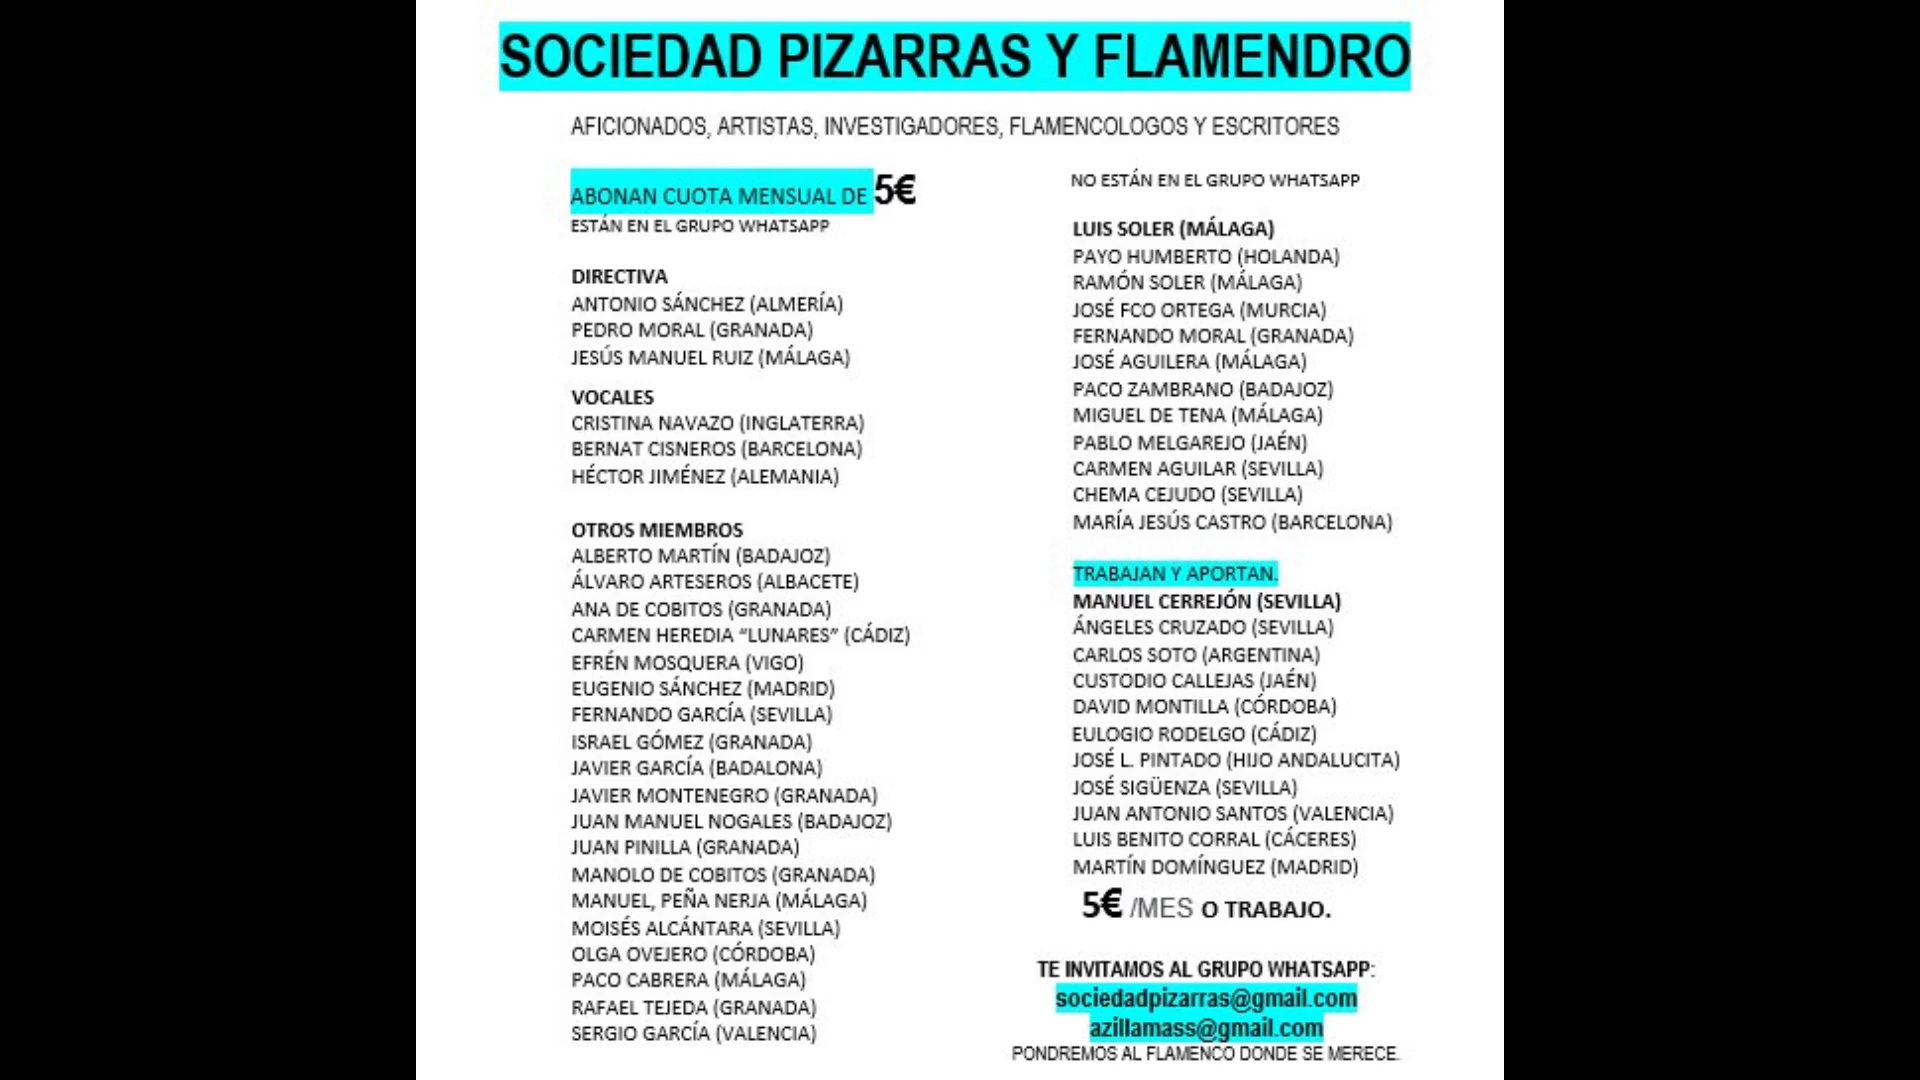 SOCIEDAD PIZARRAS Y FLAMENDRO
AFICIONADOS, ARTISTAS, INVESTIGADORES, FLAMENCOLOGOS Y ESCRITORES
ABONAN CUOTA MENSUAL DE 5€
ESTÁN EN EL GRUPO WHATSAPP
DIRECTIVA
ANTONIO SÁNCHEZ (ALMERÍA)
PEDRO MORAL (GRANADA)
JESÚS MANUEL RUIZ (MÁLAGA)
VOCALES
CRISTINA NAVAZO (INGLATERRA)
BERNAT CISNEROS (BARCELONA)
HÉCTOR JIMÉNEZ (ALEMANIA)
OTROS MIEMBROS
ALBERTO MARTÍN (BADAJOZ)
ÁLVARO ARTESEROS (ALBACETE)
ANA DE COBITOS (GRANADA)
CARMEN HEREDIA “LUNARES” (CÁDIZ)
EFRÉN MOSQUERA (VIGO)
EUGENIO SÁNCHEZ (MADRID)
FERNANDO GARCÍA (SEVILLA)
ISRAEL GÓMEZ (GRANADA)
JAVIER GARCÍA (BADALONA)
JAVIER MONTENEGRO (GRANADA)
JUAN MANUEL NOGALES (BADAJOZ)
JUAN PINILLA (GRANADA)
MANOLO DE COBITOS (GRANADA)
MANUEL, PEÑA NERJA (MÁLAGA)
MOISÉS ALCÁNTARA (SEVILLA)
OLGA OVEJERO (CÓRDOBA)
PACO CABRERA (MÁLAGA)
RAFAEL TEJEDA (GRANADA)
SERGIO GARCÍA (VALENCIA)
NO ESTÁN EN EL GRUPO WHATSAPP
LUIS SOLER (MÁLAGA)
PAYO HUMBERTO (HOLANDA)
RAMÓN SOLER (MÁLAGA)
JOSÉ FCO ORTEGA (MURCIA)
FERNANDO MORAL (GRANADA)
JOSÉ AGUILERA (MÁLAGA)
PACO ZAMBRANO (BADAJOZ)
MIGUEL DE TENA (MÁLAGA)
PABLO MELGAREJO (JAÉN)
CARMEN AGUILAR (SEVILLA)
CHEMA CEJUDO (SEVILLA)
MARÍA JESÚS CASTRO (BARCELONA)
TRABAJAN Y APORTAN.
MANUEL CERREJÓN (SEVILLA)
ÁNGELES CRUZADO (SEVILLA)
CARLOS SOTO (ARGENTINA)
CUSTODIO CALLEJAS (JAÉN)
DAVID MONTILLA (CÓRDOBA)
EULOGIO RODELGO (CÁDIZ)
JOSÉ L. PINTADO (HIJO ANDALUCITA)
JOSÉ SIGÜENZA (SEVILLA)
JUAN ANTONIO SANTOS (VALENCIA)
LUIS BENITO CORRAL (CÁCERES)
MARTÍN DOMÍNGUEZ (MADRID)
5€ /MES O TRABAJO.
TE INVITAMOS AL GRUPO WHATSAPP:
sociedadpizarras@gmail.com
azillamass@gmail.com
PONDREMOS AL FLAMENCO DONDE SE MERECE.